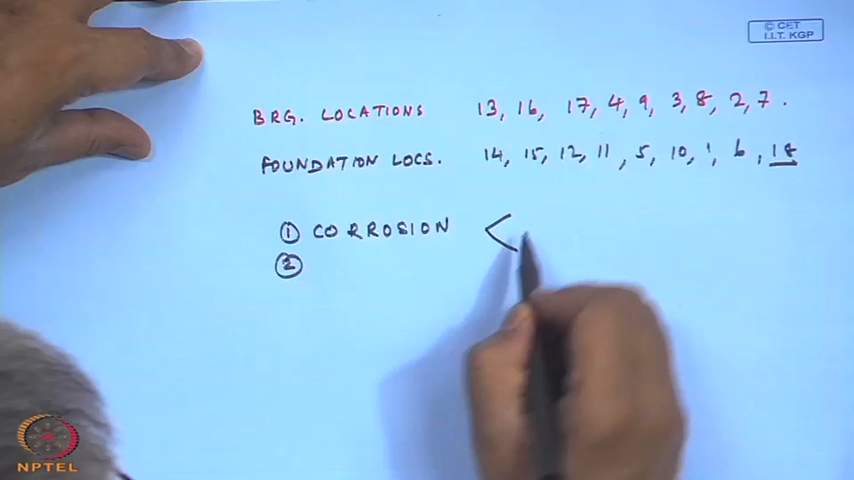 © CET
I.I.T. KGP
BRG. LOCATIONS 13, 16, 17, 4, 9, 3, 8, 2, 7.
FOUNDATION LOCS. 14, 15, 12, 11, 5, 10, 1, 6, 18
① CORROSION <
②
NPTEL